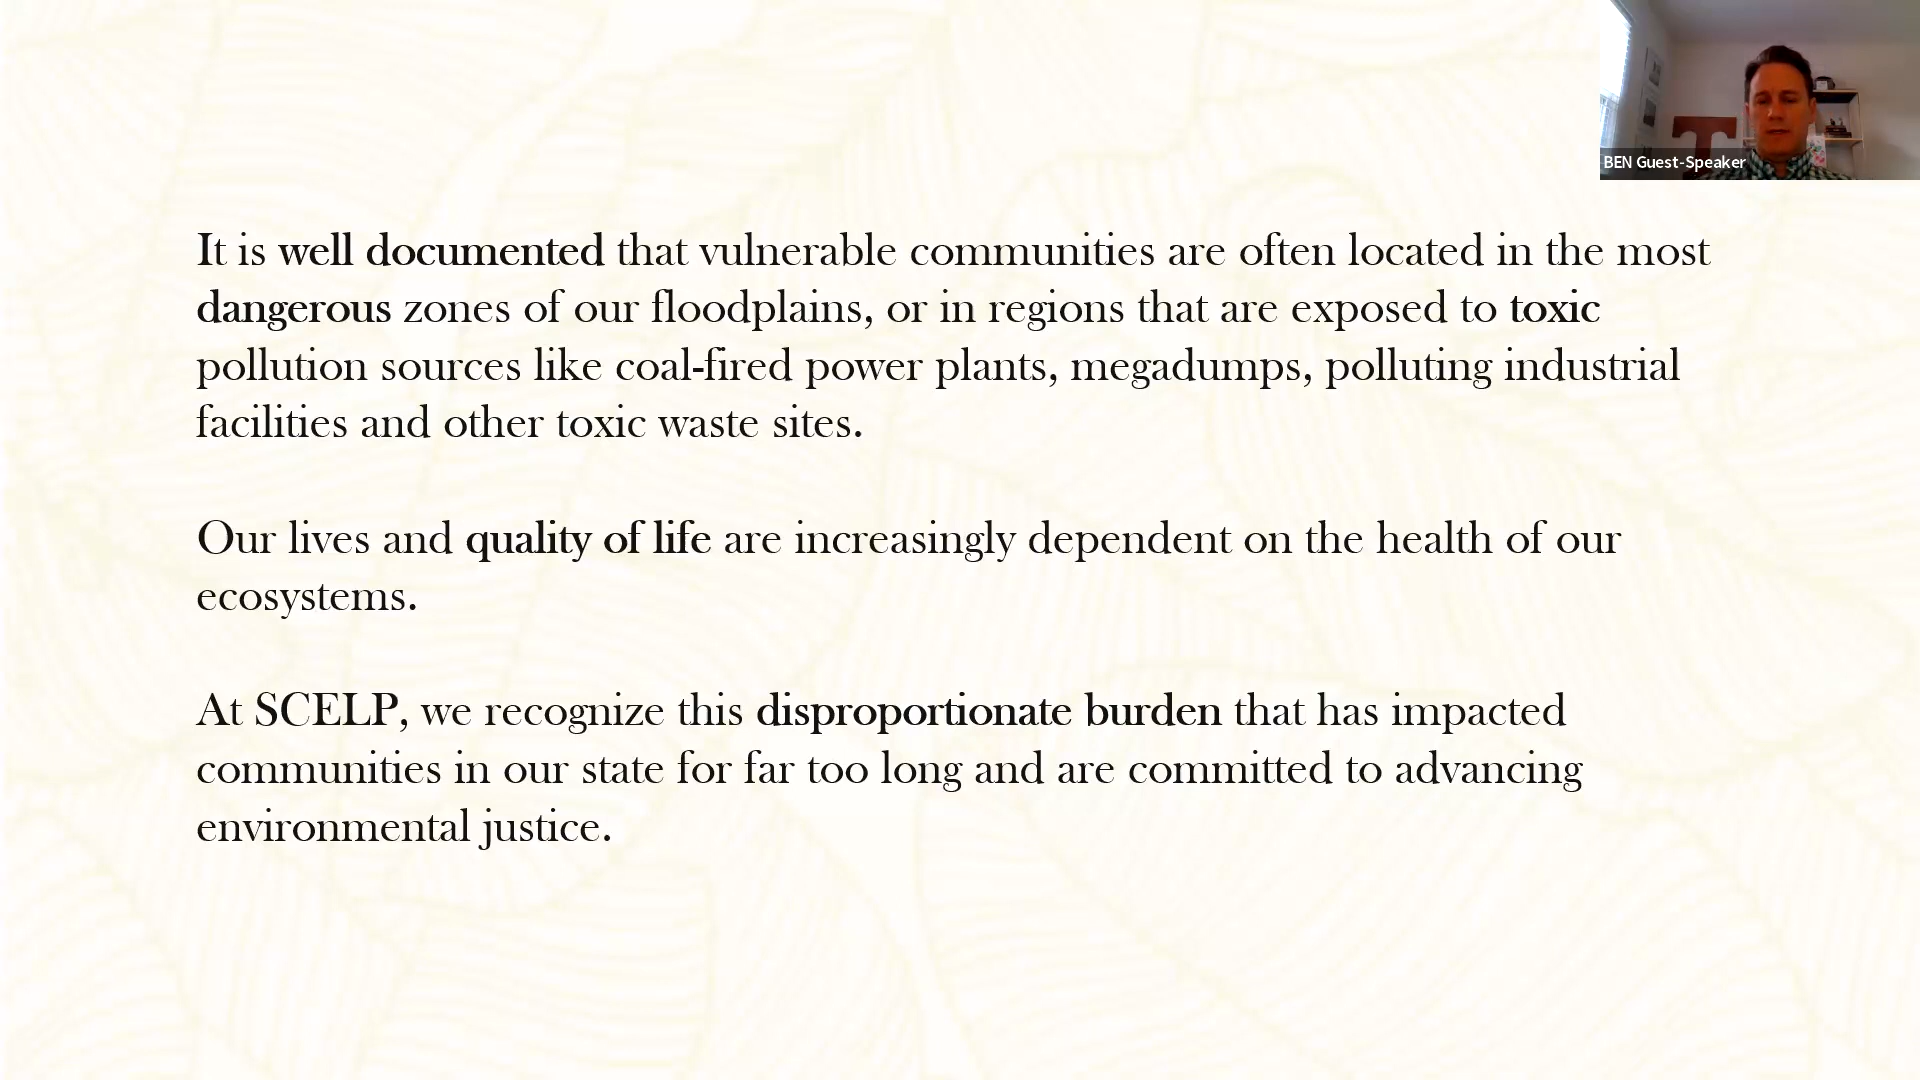 BEN Guest-Speaker
It is well documented that vulnerable communities are often located in the most
dangerous zones of our floodplains, or in regions that are exposed to toxic
pollution sources like coal-fired power plants, megadumps, polluting industrial
facilities and other toxic waste sites.
Our lives and quality of life are increasingly dependent on the health of our
ecosystems.
At SCELP, we recognize this disproportionate burden that has impacted
communities in our state for far too long and are committed to advancing
environmental justice.